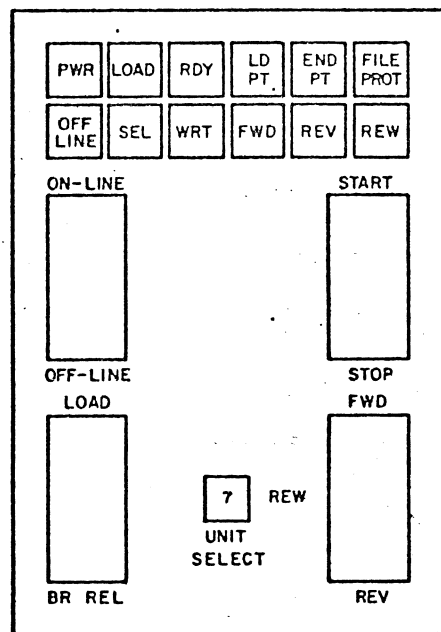 PWR LOAD RDY LD PT END PT FILE PROT
OFF LINE SEL WRT FWD REV REW
ON-LINE START
OFF-LINE STOP
LOAD FWD
7 REW
UNIT
SELECT
BR REL REV